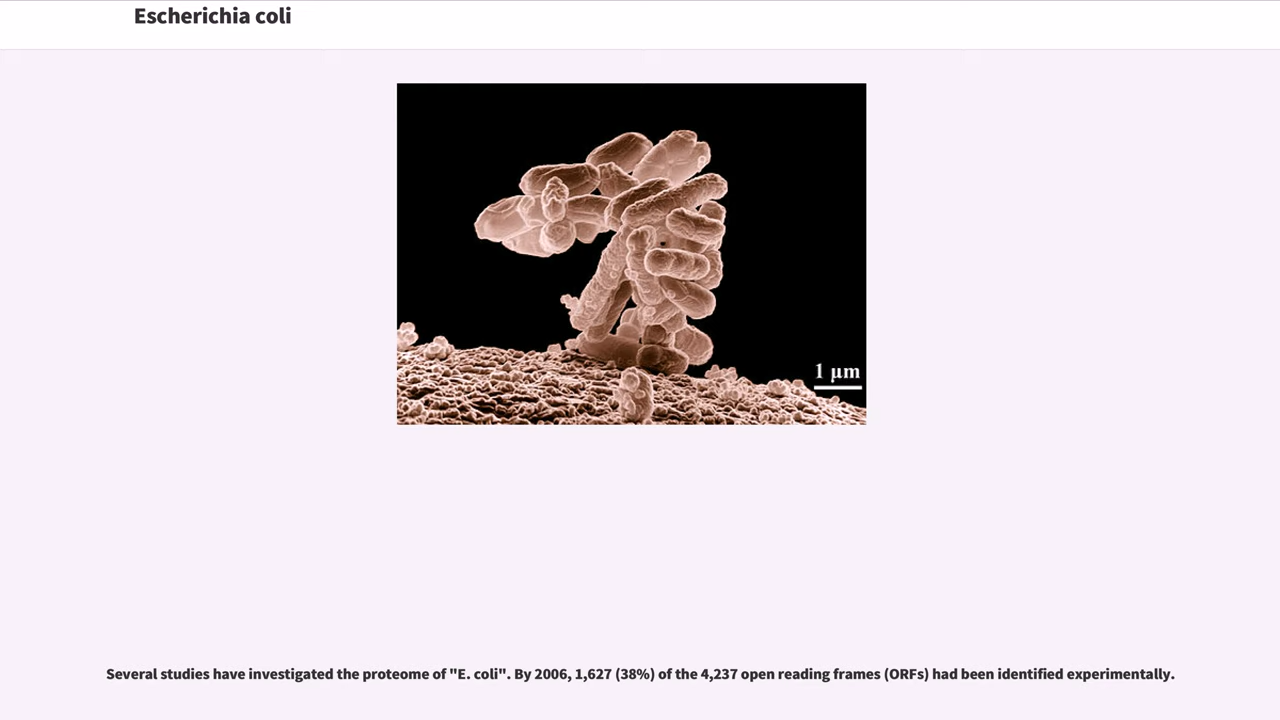 Escherichia coli
1 µm
Several studies have investigated the proteome of "E. coli". By 2006, 1,627 (38%) of the 4,237 open reading frames (ORFs) had been identified experimentally.